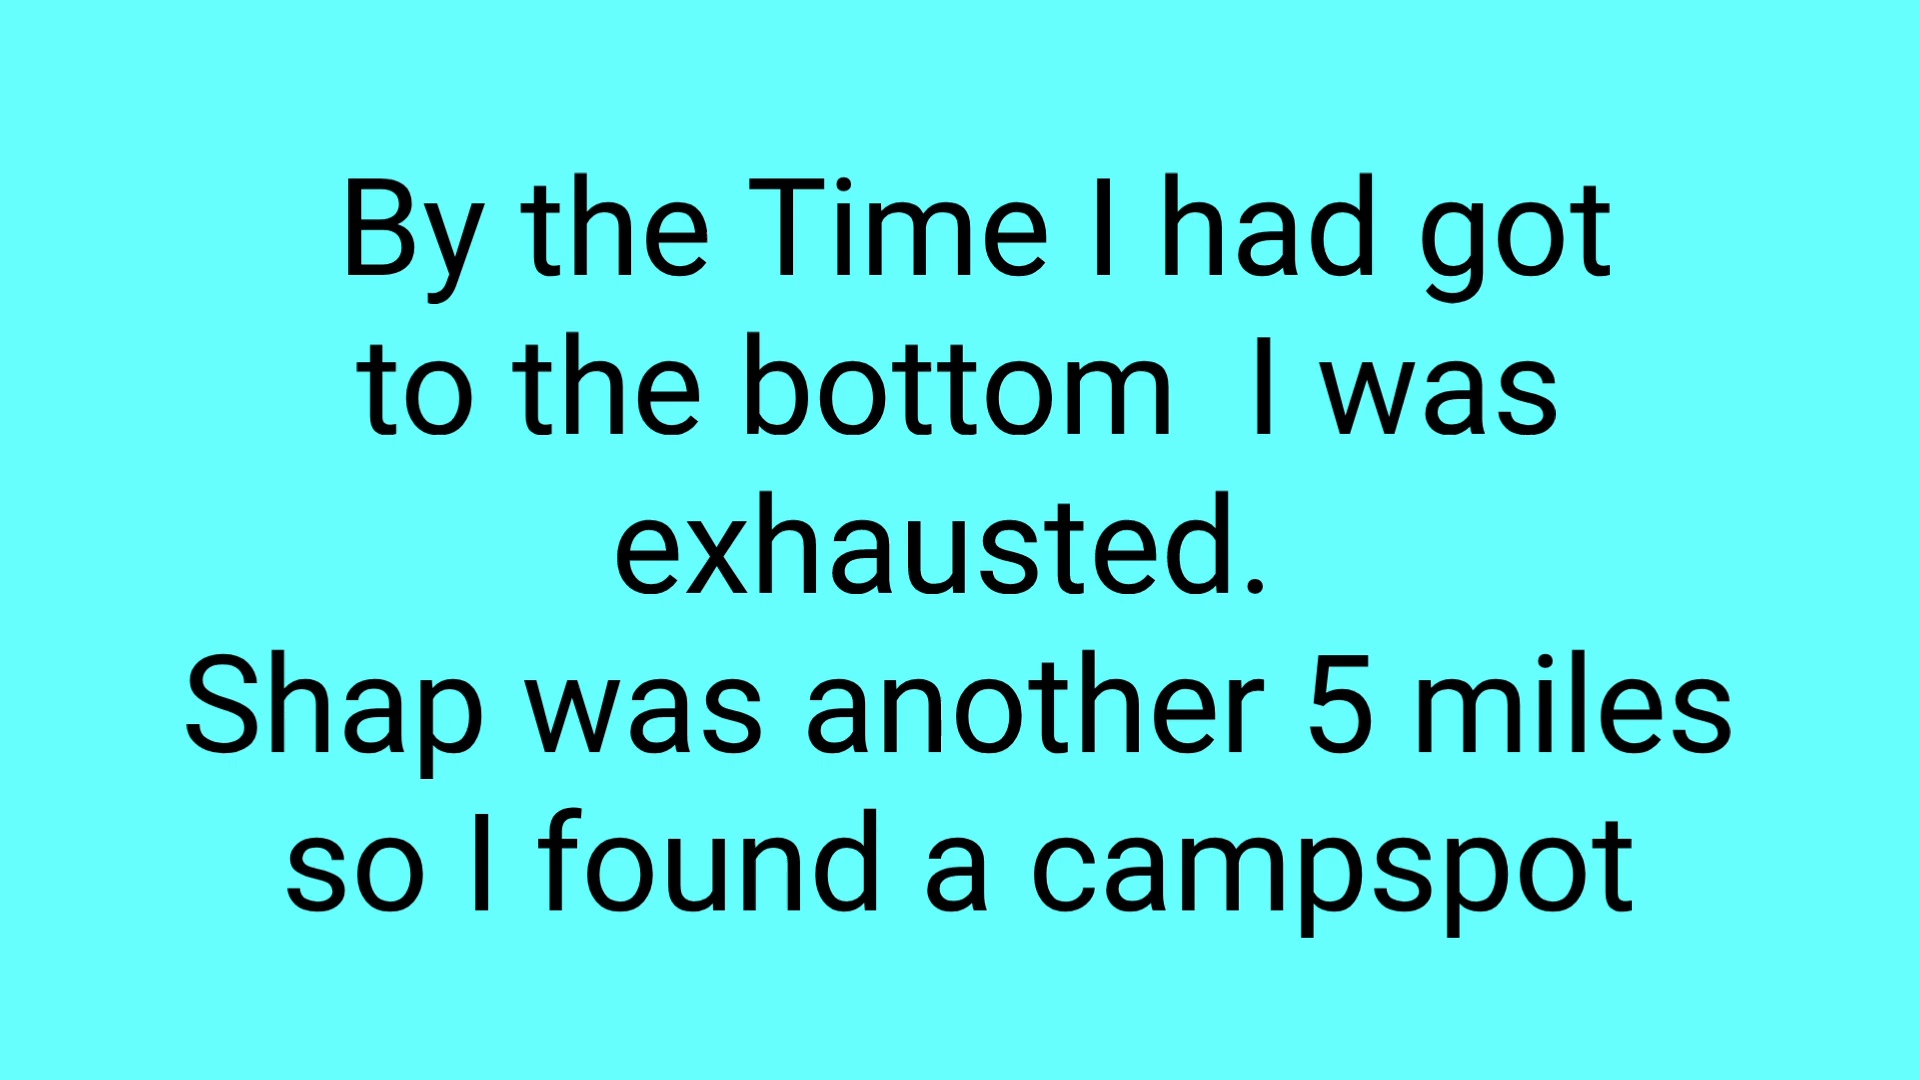 By the Time I had got
to the bottom  I was
exhausted.
Shap was another 5 miles
so I found a campspot